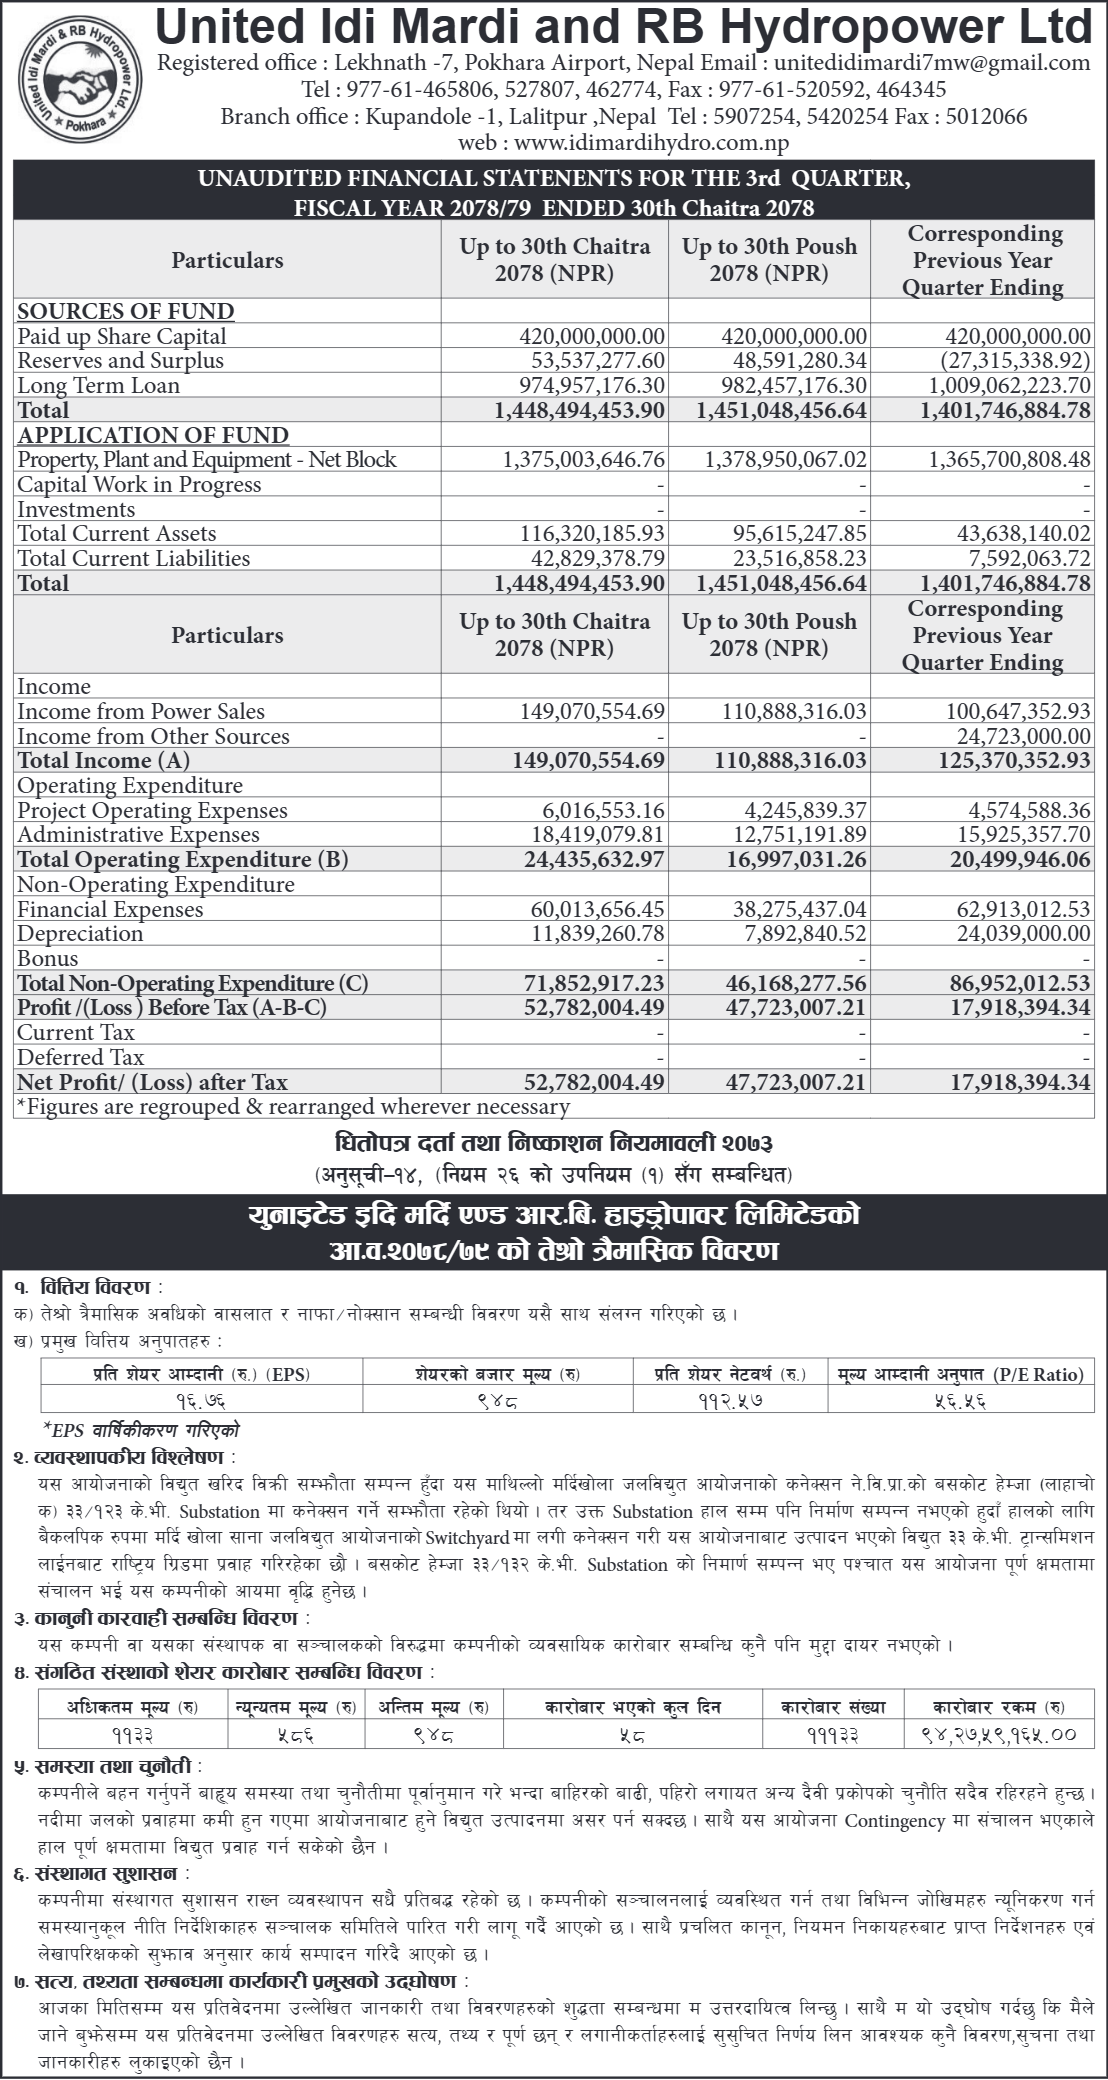 United Idi Mardi & RB Hydropower Ltd.
Pokhara
United Idi Mardi and RB Hydropower Ltd
Registered office : Lekhnath -7, Pokhara Airport, Nepal Email : unitedidimardi7mw@gmail.com
Tel : 977-61-465806, 527807, 462774, Fax : 977-61-520592, 464345
Branch office : Kupandole -1, Lalitpur ,Nepal Tel : 5907254, 5420254 Fax : 5012066
web : www.idimardihydro.com.np
UNAUDITED FINANCIAL STATENENTS FOR THE 3rd QUARTER,
FISCAL YEAR 2078/79 ENDED 30th Chaitra 2078
Particulars | Up to 30th Chaitra 2078 (NPR) | Up to 30th Poush 2078 (NPR) | Corresponding Previous Year Quarter Ending
SOURCES OF FUND
Paid up Share Capital 420,000,000.00 420,000,000.00 420,000,000.00
Reserves and Surplus 53,537,277.60 48,591,280.34 (27,315,338.92)
Long Term Loan 974,957,176.30 982,457,176.30 1,009,062,223.70
Total 1,448,494,453.90 1,451,048,456.64 1,401,746,884.78
APPLICATION OF FUND
Property, Plant and Equipment - Net Block 1,375,003,646.76 1,378,950,067.02 1,365,700,808.48
Capital Work in Progress - - -
Investments - - -
Total Current Assets 116,320,185.93 95,615,247.85 43,638,140.02
Total Current Liabilities 42,829,378.79 23,516,858.23 7,592,063.72
Total 1,448,494,453.90 1,451,048,456.64 1,401,746,884.78
Particulars | Up to 30th Chaitra 2078 (NPR) | Up to 30th Poush 2078 (NPR) | Corresponding Previous Year Quarter Ending
Income
Income from Power Sales 149,070,554.69 110,888,316.03 100,647,352.93
Income from Other Sources - - 24,723,000.00
Total Income (A) 149,070,554.69 110,888,316.03 125,370,352.93
Operating Expenditure
Project Operating Expenses 6,016,553.16 4,245,839.37 4,574,588.36
Administrative Expenses 18,419,079.81 12,751,191.89 15,925,357.70
Total Operating Expenditure (B) 24,435,632.97 16,997,031.26 20,499,946.06
Non-Operating Expenditure
Financial Expenses 60,013,656.45 38,275,437.04 62,913,012.53
Depreciation 11,839,260.78 7,892,840.52 24,039,000.00
Bonus - - -
Total Non-Operating Expenditure (C) 71,852,917.23 46,168,277.56 86,952,012.53
Profit /(Loss ) Before Tax (A-B-C) 52,782,004.49 47,723,007.21 17,918,394.34
Current Tax - - -
Deferred Tax - - -
Net Profit/ (Loss) after Tax 52,782,004.49 47,723,007.21 17,918,394.34
*Figures are regrouped & rearranged wherever necessary
धितोपत्र दर्ता तथा निष्काशन नियमावली २०७३
(अनुसूची–१४, (नियम २६ को उपनियम (१) सँग सम्बन्धित)
युनाइटेड इदि मर्दि एण्ड आर.बि. हाइड्रोपावर लिमिटेडको
आ.व.२०७८/७९ को तेश्रो त्रैमासिक विवरण
१. वित्तिय विवरण :
क) तेश्रो त्रैमासिक अवधिको वासलात र नाफा/नोक्सान सम्बन्धी विवरण यसै साथ संलग्न गरिएको छ ।
ख) प्रमुख वित्तिय अनुपातहरु :
प्रति शेयर आम्दानी (रु.) (EPS) | शेयरको बजार मूल्य (रु) | प्रति शेयर नेटवर्थ (रु.) | मूल्य आम्दानी अनुपात (P/E Ratio)
१६.७६ | ९४८ | ११२.५७ | ५६.५६
*EPS वार्षिकीकरण गरिएको
२. व्यवस्थापकीय विश्लेषण :
यस आयोजनाको विद्युत खरिद विक्री सम्झौता सम्पन्न हुँदा यस माथिल्लो मर्दिखोला जलविद्युत आयोजनाको कनेक्सन ने.वि.प्रा.को बसकोट हेम्जा (लाहाचो
क) ३३/१२३ के.भी. Substation मा कनेक्सन गर्ने सम्झौता रहेको थियो । तर उक्त Substation हाल सम्म पनि निर्माण सम्पन्न नभएको हुदाँ हालको लागि
बैकलपिक रुपमा मर्दि खोला साना जलविद्युत आयोजनाको Switchyard मा लगी कनेक्सन गरी यस आयोजनाबाट उत्पादन भएको विद्युत ३३ के.भी. ट्रान्समिशन
लाईनबाट राष्ट्रिय ग्रिडमा प्रवाह गरिरहेका छौ । बसकोट हेम्जा ३३/१३२ के.भी. Substation को निमार्ण सम्पन्न भए पश्चात यस आयोजना पूर्ण क्षमतामा
संचालन भई यस कम्पनीको आयमा वृद्धि हुनेछ ।
३. कानुनी कारवाही सम्बन्धि विवरण :
यस कम्पनी वा यसका संस्थापक वा सञ्चालकको विरुद्धमा कम्पनीको व्यवसायिक कारोबार सम्बन्धि कुनै पनि मुद्दा दायर नभएको ।
४. संगठित संस्थाको शेयर कारोबार सम्बन्धि विवरण :
अधिकतम मूल्य (रु) | न्यून्यतम मूल्य (रु) | अन्तिम मूल्य (रु) | कारोबार भएको कुल दिन | कारोबार संख्या | कारोबार रकम (रु)
११३३ | ५८६ | ९४८ | ५८ | १११३३ | ९४,२७,५९,१६५.००
५. समस्या तथा चुनौती :
कम्पनीले बहन गर्नुपर्ने बाह्रय समस्या तथा चुनौतीमा पूर्वानुमान गरे भन्दा बाहिरको बाढी, पहिरो लगायत अन्य दैवी प्रकोपको चुनौति सदैव रहिरहने हुन्छ ।
नदीमा जलको प्रवाहमा कमी हुन गएमा आयोजनाबाट हुने विद्युत उत्पादनमा असर पर्न सक्दछ । साथै यस आयोजना Contingency मा संचालन भएकाले
हाल पूर्ण क्षमतामा विद्युत प्रवाह गर्न सकेको छैन ।
६. संस्थागत सुशासन :
कम्पनीमा संस्थागत सुशासन राख्न व्यवस्थापन सधै प्रतिबद्ध रहेको छ । कम्पनीको सञ्चालनलाई व्यवस्थित गर्न तथा विभिन्न जोखिमहरु न्यूनिकरण गर्न
समस्यानुकूल नीति निर्देशिकाहरु सञ्चालक समितिले पारित गरी लागू गर्दै आएको छ । साथै प्रचलित कानून, नियमन निकायहरुबाट प्राप्त निर्देशनहरु एवं
लेखापरिक्षकको सुझाव अनुसार कार्य सम्पादन गरिदै आएको छ ।
७. सत्य, तथ्यता सम्बन्धमा कार्यकारी प्रमुखको उद्घोषण :
आजका मितिसम्म यस प्रतिवेदनमा उल्लेखित जानकारी तथा विवरणहरुको शुद्धता सम्बन्धमा म उत्तरदायित्व लिन्छु । साथै म यो उद्घोष गर्दछु कि मैले
जाने बुझेसम्म यस प्रतिवेदनमा उल्लेखित विवरणहरु सत्य, तथ्य र पूर्ण छन् र लगानीकर्ताहरुलाई सुसुचित निर्णय लिन आवश्यक कुनै विवरण,सुचना तथा
जानकारीहरु लुकाइएको छैन ।